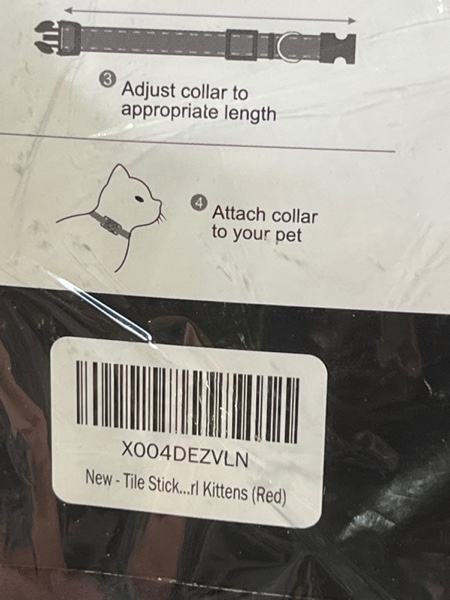 3 Adjust collar to
appropriate length
4 Attach collar
to your pet
X004DEZVLN
New - Tile Stick...rl Kittens (Red)